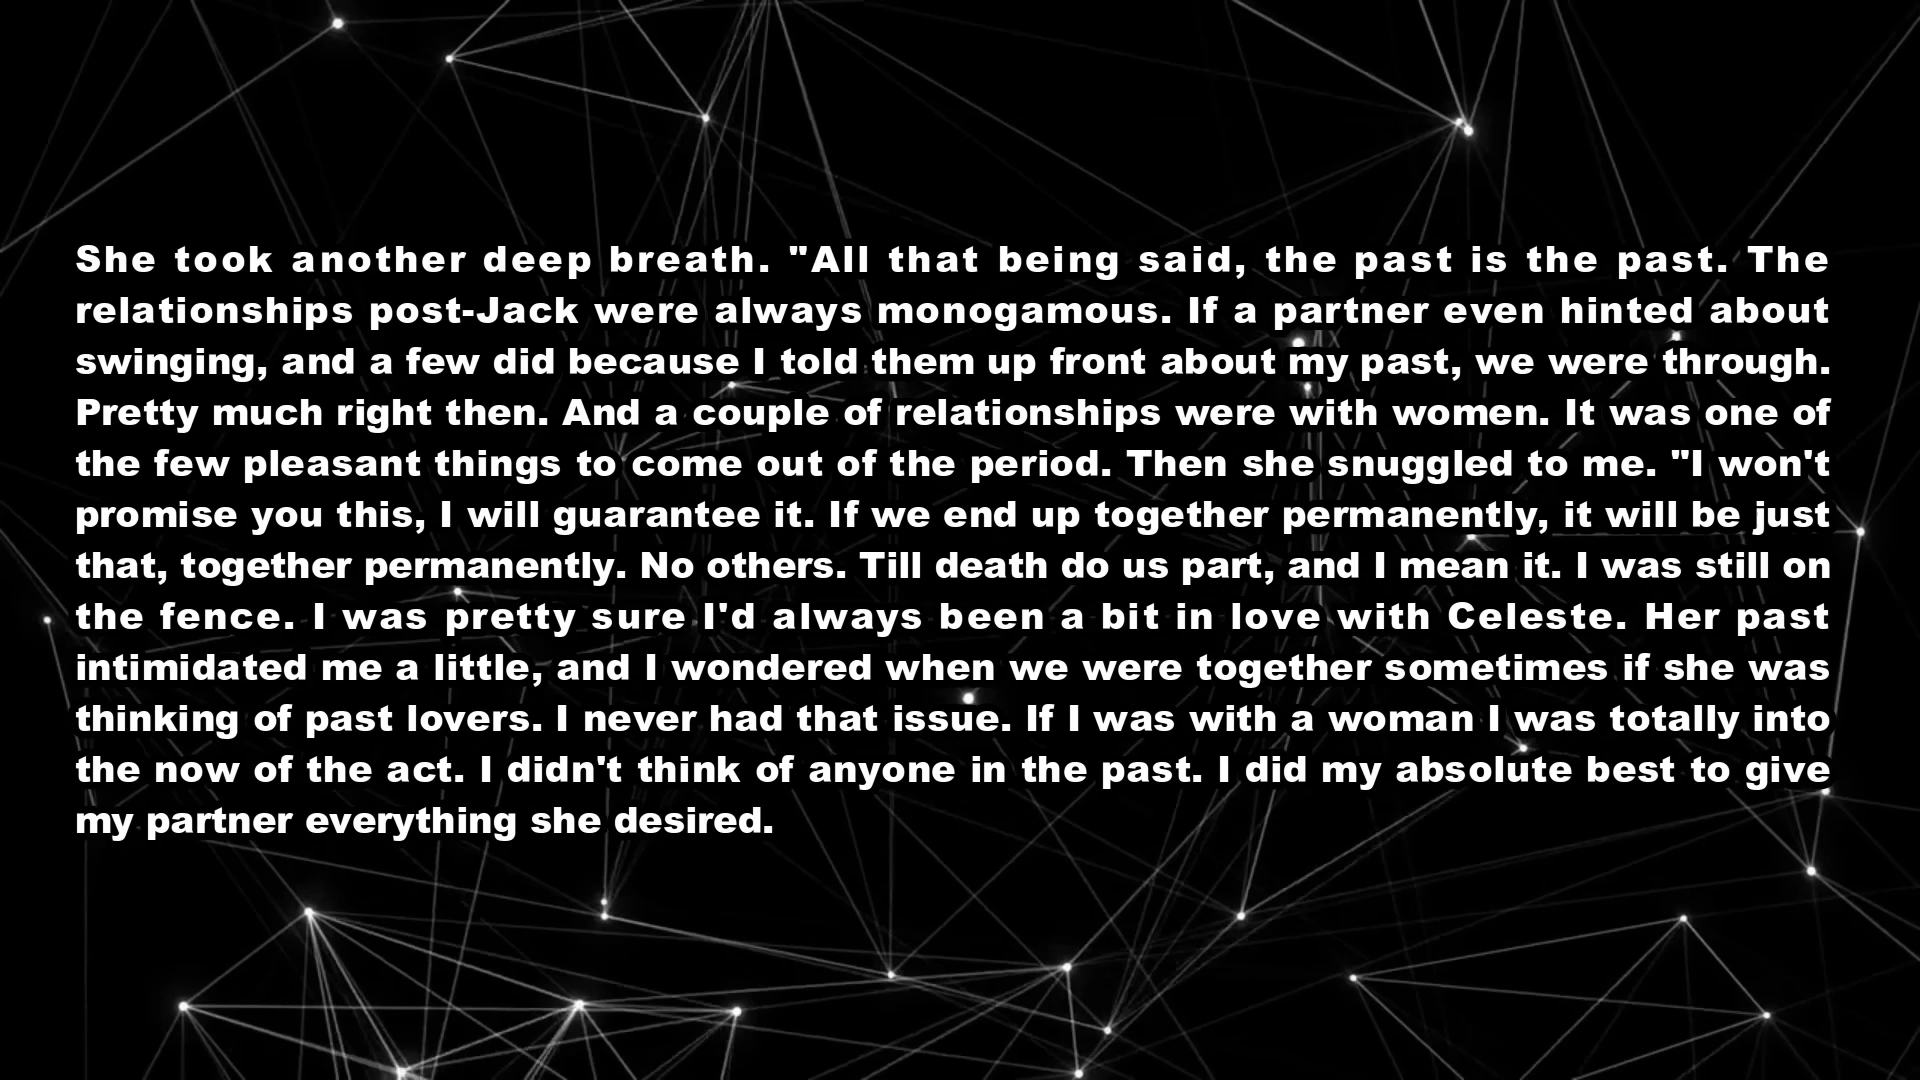 She took another deep breath. "All that being said, the past is the past. The
relationships post-Jack were always monogamous. If a partner even hinted about
swinging, and a few did because I told them up front about my past, we were through.
Pretty much right then. And a couple of relationships were with women. It was one of
the few pleasant things to come out of the period. Then she snuggled to me. "I won't
promise you this, I will guarantee it. If we end up together permanently, it will be just
that, together permanently. No others. Till death do us part, and I mean it. I was still on
the fence. I was pretty sure I'd always been a bit in love with Celeste. Her past
intimidated me a little, and I wondered when we were together sometimes if she was
thinking of past lovers. I never had that issue. If I was with a woman I was totally into
the now of the act. I didn't think of anyone in the past. I did my absolute best to give
my partner everything she desired.